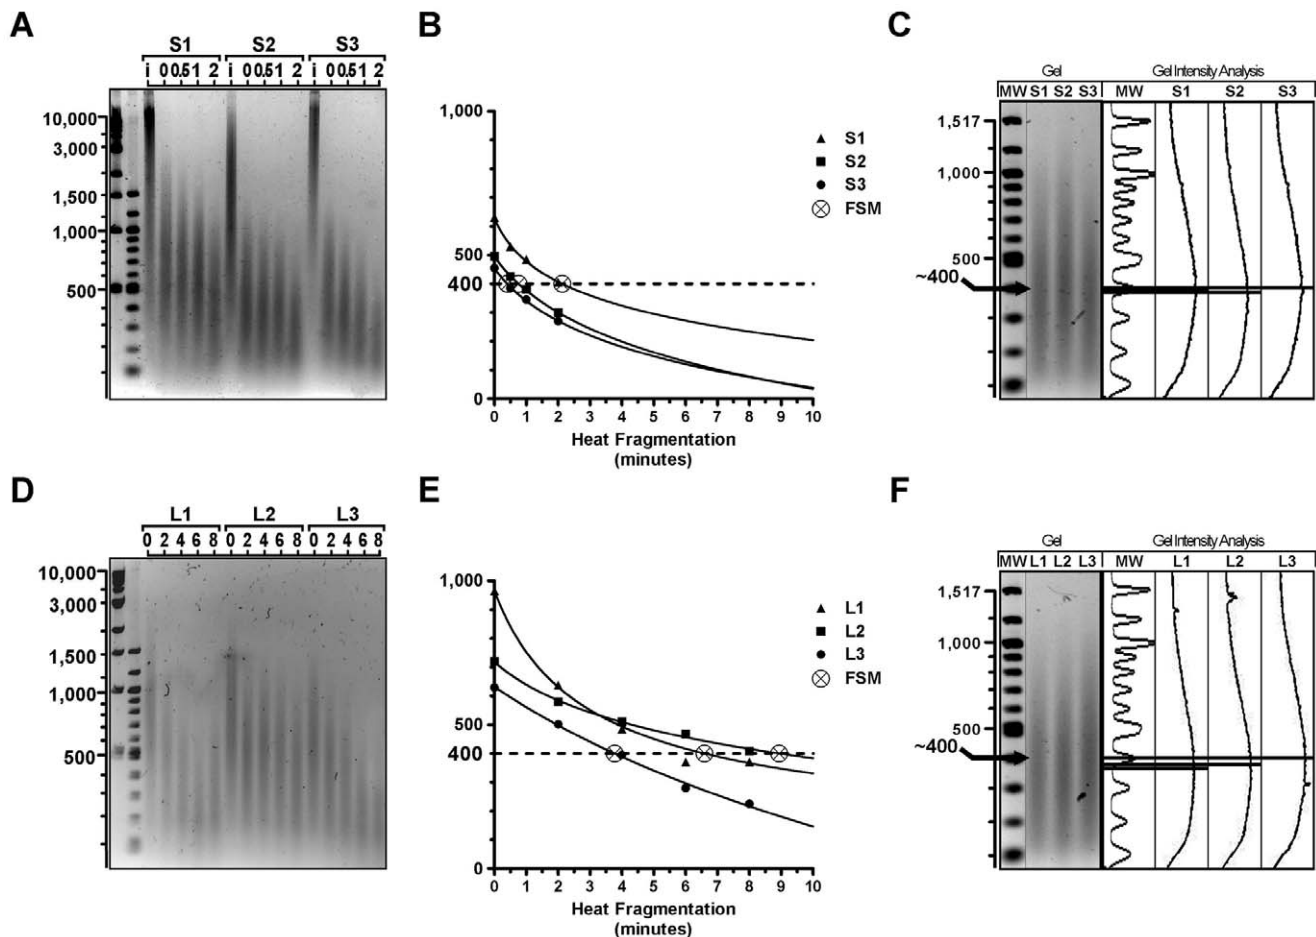 A
S1 S2 S3
i 0 0.5 1 2 i 0 0.5 1 2 i 0 0.5 1 2
10,000
3,000
1,500
1,000
500
B
1,000
500
400
0
0 1 2 3 4 5 6 7 8 9 10
Heat Fragmentation
(minutes)
S1
S2
S3
FSM
C
Gel Gel Intensity Analysis
MW S1 S2 S3 MW S1 S2 S3
1,517
1,000
500
~400
D
L1 L2 L3
0 2 4 6 8 0 2 4 6 8 0 2 4 6 8
10,000
3,000
1,500
1,000
500
E
1,000
500
400
0
0 1 2 3 4 5 6 7 8 9 10
Heat Fragmentation
(minutes)
L1
L2
L3
FSM
F
Gel Gel Intensity Analysis
MW L1 L2 L3 MW L1 L2 L3
1,517
1,000
500
~400